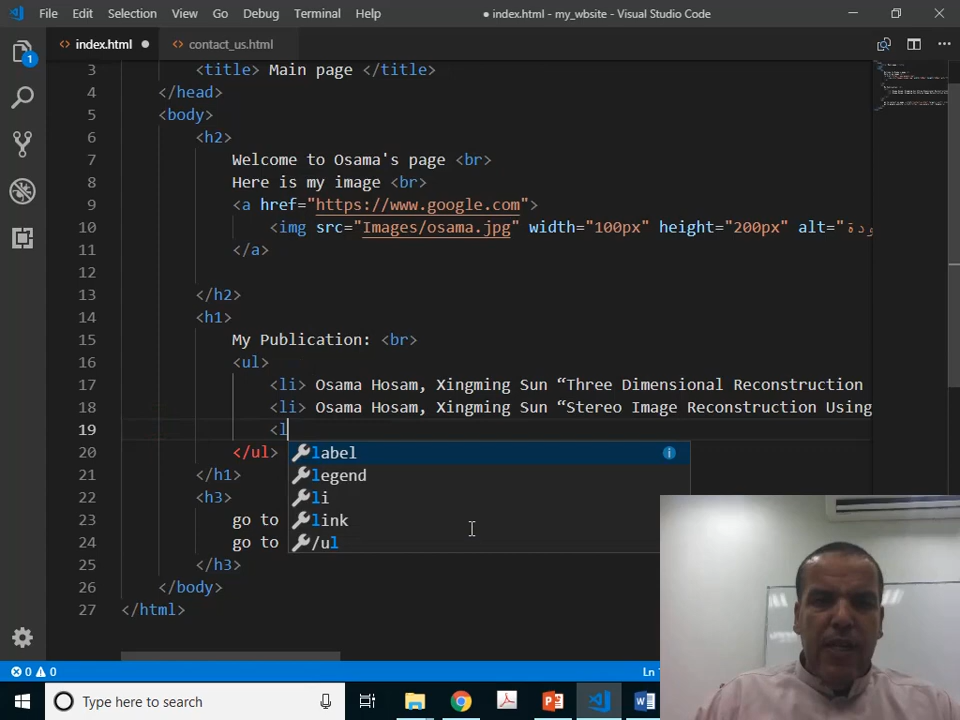 File Edit Selection View Go Debug Terminal Help ● index.html - my_wbsite - Visual Studio Code
index.html ● contact_us.html
1
3 <title> Main page </title>
4 </head>
5 <body>
6 <h2>
7 Welcome to Osama's page <br>
8 Here is my image <br>
9 <a href="https://www.google.com">
10 <img src="Images/osama.jpg" width="100px" height="200px" alt="
11 </a>
12
13 </h2>
14 <h1>
15 My Publication: <br>
16 <ul>
17 <li> Osama Hosam, Xingming Sun “Three Dimensional Reconstruction
18 <li> Osama Hosam, Xingming Sun “Stereo Image Reconstruction Using
19 <l
label
20 </ul>
legend
21 </h1>
li
22 <h3>
link
23 go to
/ul
24 go to
25 </h3>
26 </body>
27 </html>
0 0 Ln
Type here to search